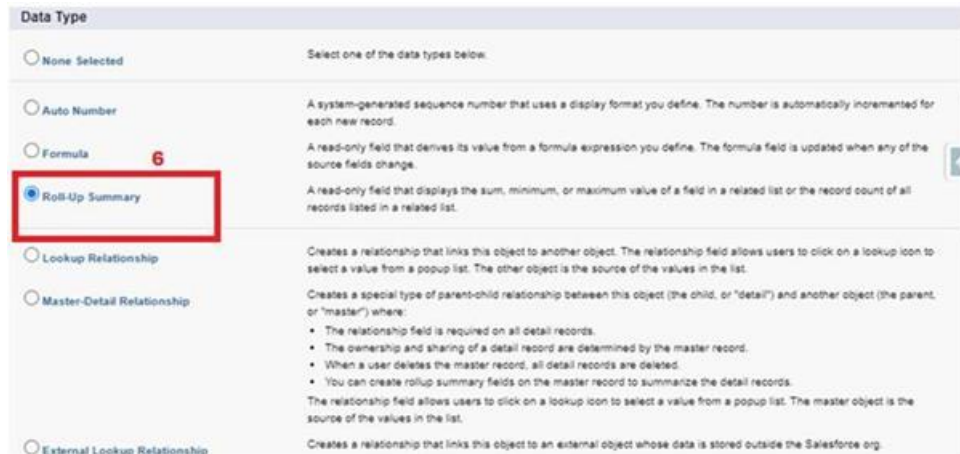 Data Type
None Selected
Select one of the data types below.
Auto Number
A system-generated sequence number that uses a display format you define. The number is automatically incremented for
each new record.
Formula
A read-only field that derives its value from a formula expression you define. The formula field is updated when any of the
source fields change.
6
Roll-Up Summary
A read-only field that displays the sum, minimum, or maximum value of a field in a related list or the record count of all
records listed in a related list.
Lookup Relationship
Creates a relationship that links this object to another object. The relationship field allows users to click on a lookup icon to
select a value from a popup list. The other object is the source of the values in the list.
Master-Detail Relationship
Creates a special type of parent-child relationship between this object (the child, or "detail") and another object (the parent,
or "master") where:
• The relationship field is required on all detail records.
• The ownership and sharing of a detail record are determined by the master record.
• When a user deletes the master record, all detail records are deleted.
• You can create rollup summary fields on the master record to summarize the detail records.
The relationship field allows users to click on a lookup icon to select a value from a popup list. The master object is the
source of the values in the list.
External Lookup Relationship
Creates a relationship that links this object to an external object whose data is stored outside the Salesforce org.